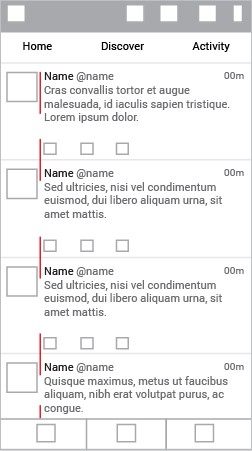 Home Discover Activity
Name @name 00m
Cras convallis tortor et augue
malesuada, id iaculis sapien tristique.
Lorem ipsum dolor.
Name @name 00m
Sed ultricies, nisi vel condimentum
euismod, dui libero aliquam urna, sit
amet mattis.
Name @name 00m
Sed ultricies, nisi vel condimentum
euismod, dui libero aliquam urna, sit
amet mattis.
Name @name 00m
Quisque maximus, metus ut faucibus
aliquam, nibh erat volutpat purus, ac
congue.